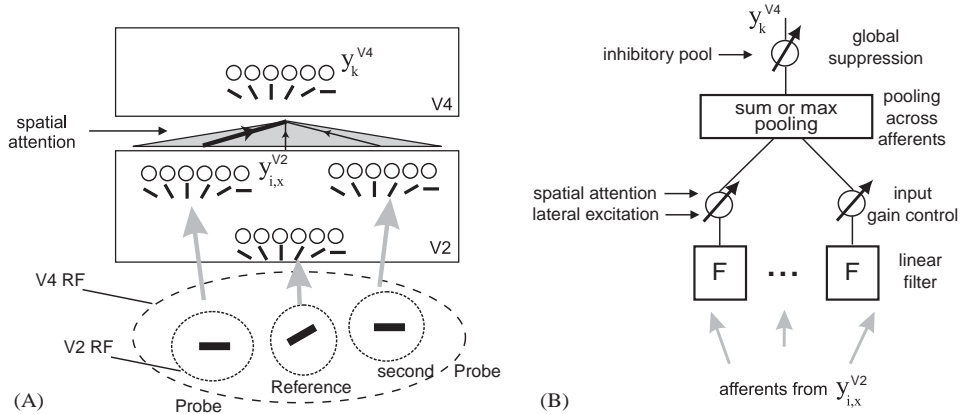 y_k^V4
V4
spatial
attention
y_i,x^V2
V2
V4 RF
V2 RF
Probe
Reference
second Probe
(A)
y_k^V4
inhibitory pool
global
suppression
sum or max
pooling
pooling
across
afferents
spatial attention
lateral excitation
input
gain control
F
...
F
linear
filter
afferents from y_i,x^V2
(B)